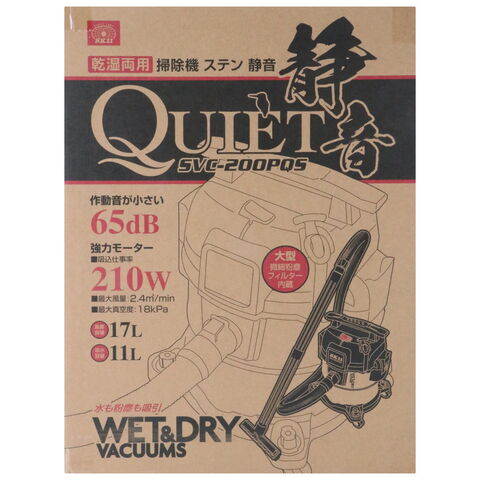 SK11
乾湿両用 掃除機 ステン 静音
静音
QUIET
SVC-200PQS
作動音が小さい
65dB
強力モーター
■吸込仕事率
210W
■最大風量:2.4㎥/min
■最大真空度:18kPa
17L
11L
大型
微細粉塵
フィルター
内蔵
水も粉塵も吸引
WET&DRY
VACUUMS